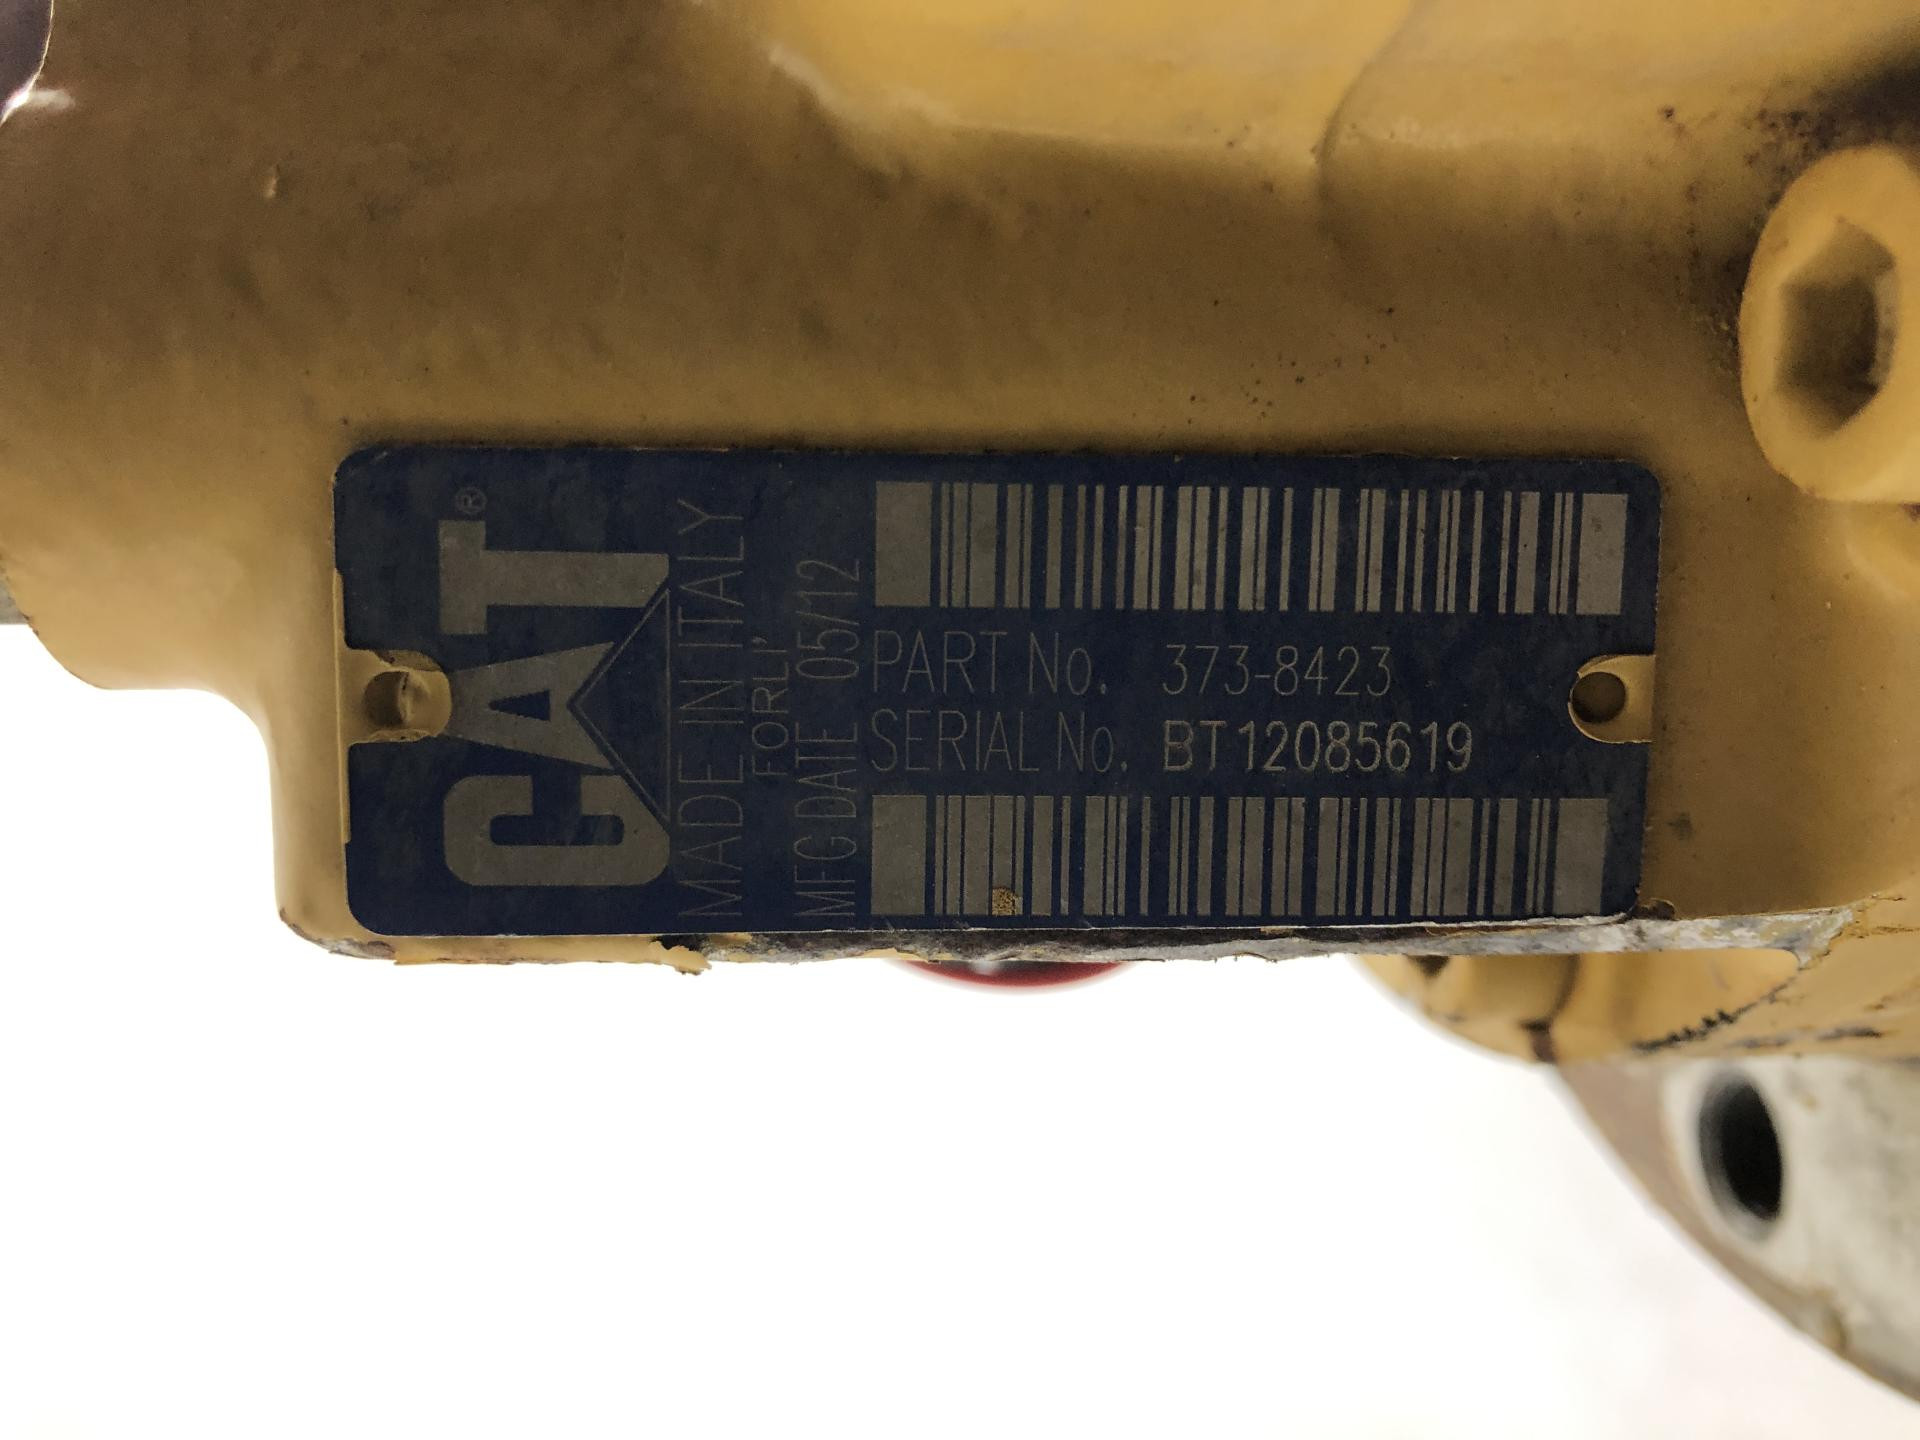 CAT®
MADE IN ITALY
FORLI'
MFG DATE 05/12
PART No. 373-8423
SERIAL No. BT12085619